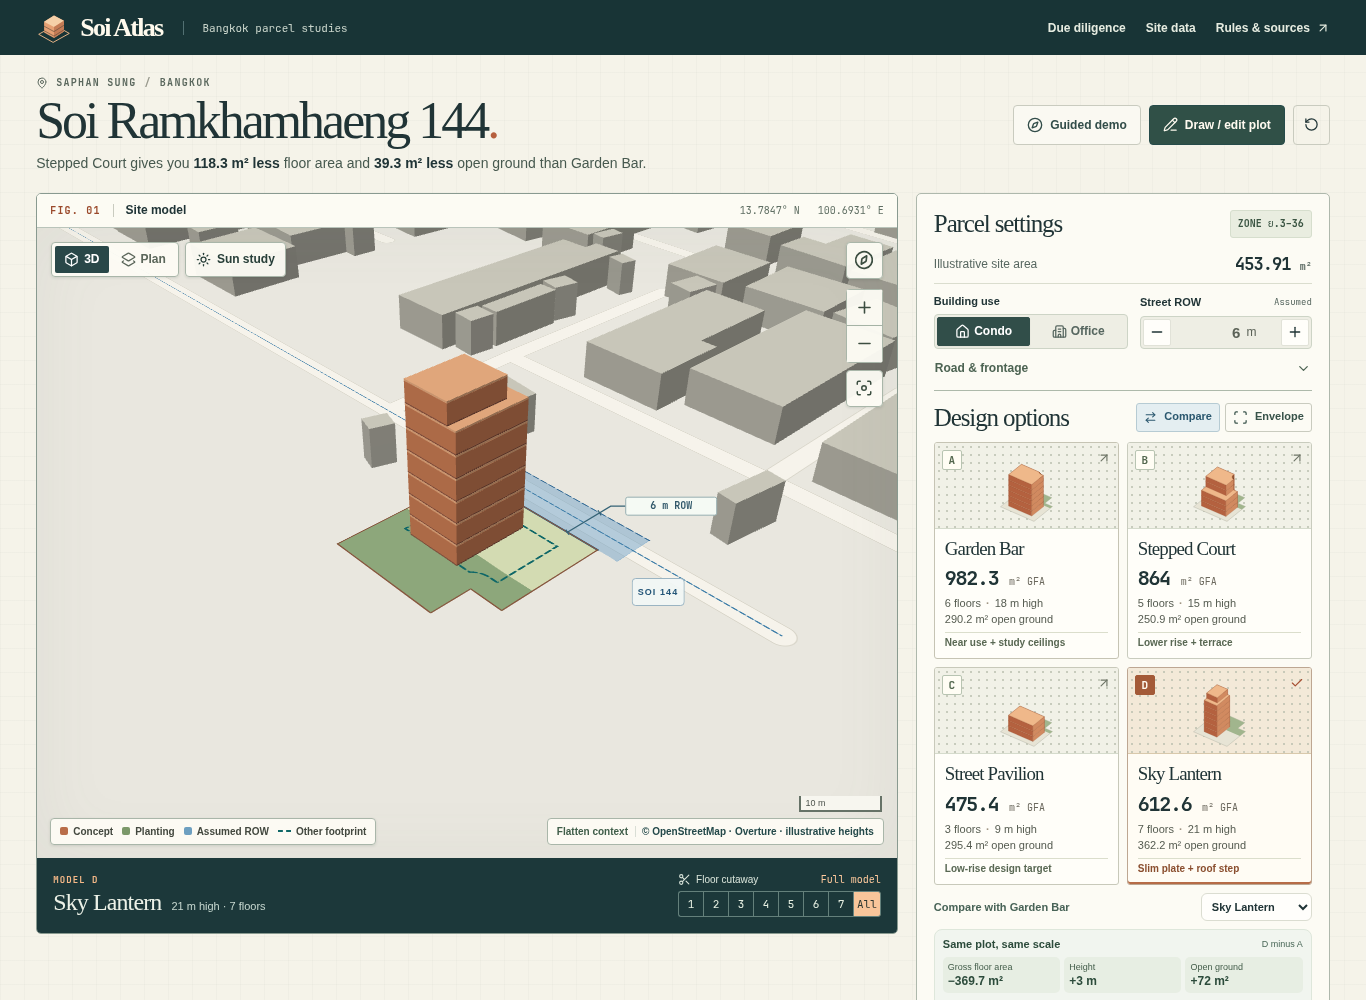 Soi Atlas
Bangkok parcel studies
Due diligence
Site data
Rules & sources
SAPHAN SUNG / BANGKOK
Soi Ramkhamhaeng 144.
Stepped Court gives you 118.3 m² less floor area and 39.3 m² less open ground than Garden Bar.
Guided demo
Draw / edit plot
FIG. 01
Site model
13.7847° N 100.6931° E
3D
Plan
Sun study
6 m ROW
SOI 144
10 m
Concept
Planting
Assumed ROW
Other footprint
Flatten context
© OpenStreetMap · Overture · illustrative heights
MODEL D
Sky Lantern 21 m high · 7 floors
Floor cutaway
Full model
1 2 3 4 5 6 7 All
Parcel settings
ZONE ย.3-36
Illustrative site area
453.91 m²
Building use
Condo
Office
Street ROW
Assumed
6 m
Road & frontage
Design options
Compare
Envelope
A
Garden Bar
982.3 m² GFA
6 floors · 18 m high
290.2 m² open ground
Near use + study ceilings
B
Stepped Court
864 m² GFA
5 floors · 15 m high
250.9 m² open ground
Lower rise + terrace
C
Street Pavilion
475.4 m² GFA
3 floors · 9 m high
295.4 m² open ground
Low-rise design target
D
Sky Lantern
612.6 m² GFA
7 floors · 21 m high
362.2 m² open ground
Slim plate + roof step
Compare with Garden Bar
Sky Lantern
Same plot, same scale
D minus A
Gross floor area
−369.7 m²
Height
+3 m
Open ground
+72 m²